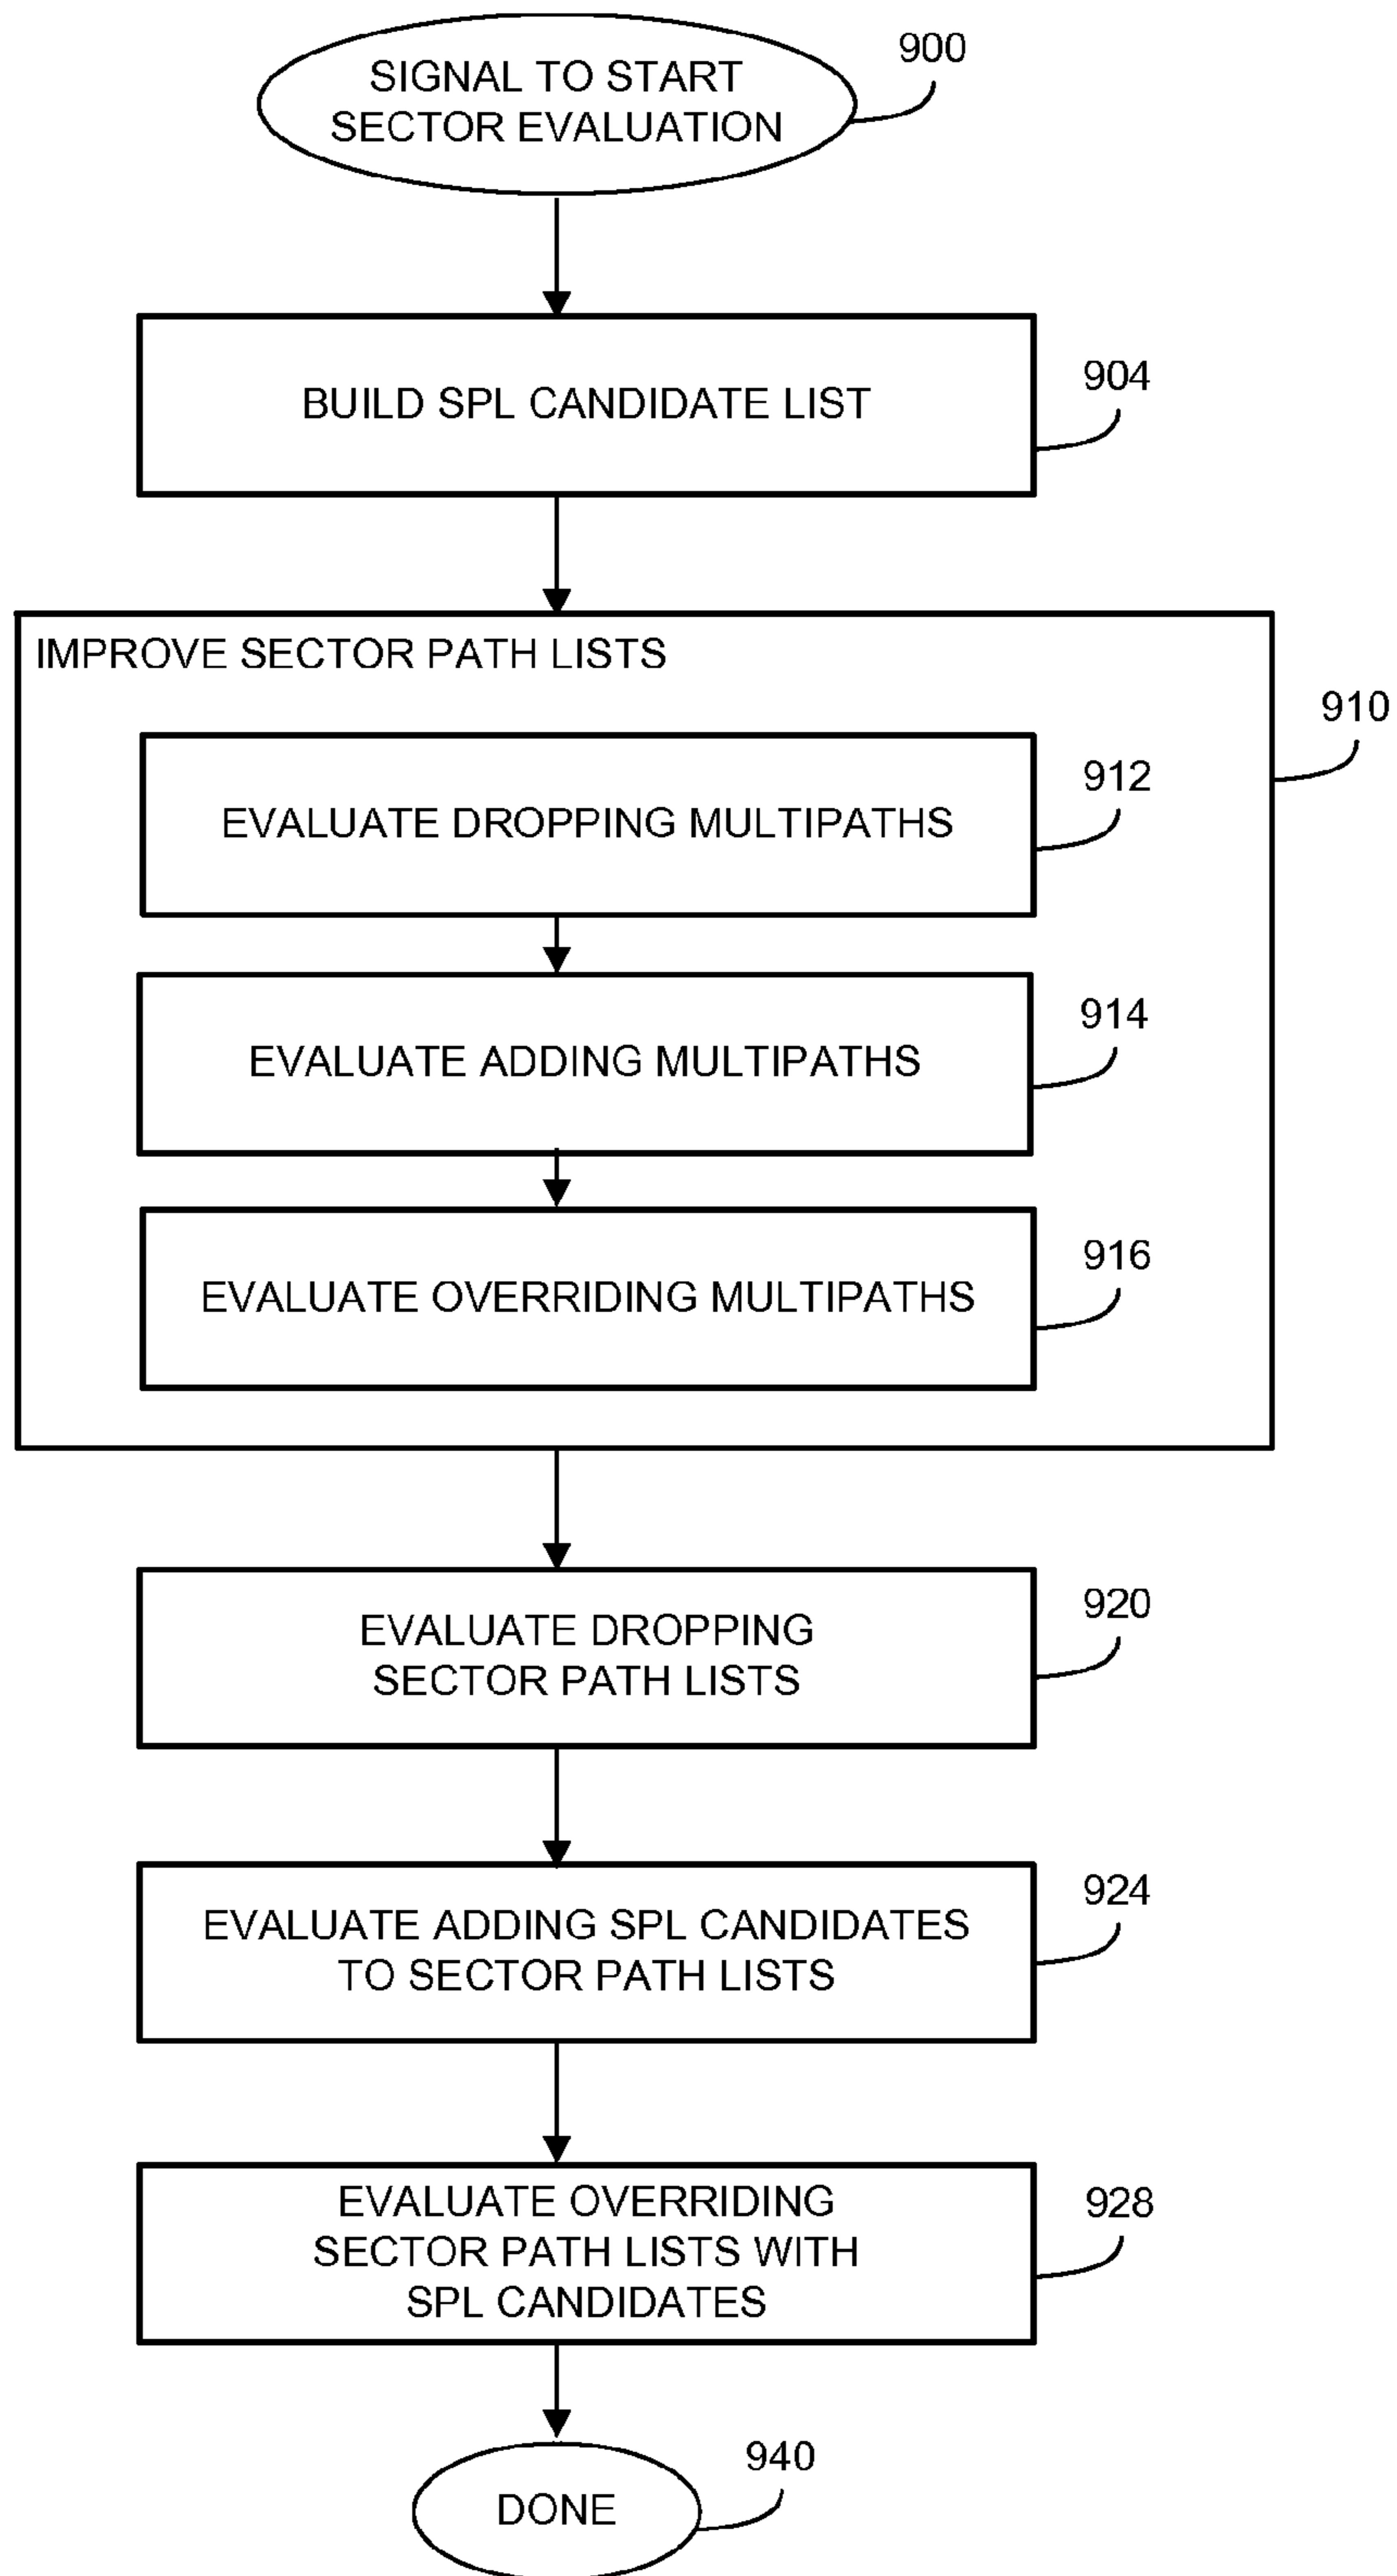 SIGNAL TO START
SECTOR EVALUATION
900
BUILD SPL CANDIDATE LIST
904
IMPROVE SECTOR PATH LISTS
910
EVALUATE DROPPING MULTIPATHS
912
EVALUATE ADDING MULTIPATHS
914
EVALUATE OVERRIDING MULTIPATHS
916
EVALUATE DROPPING
SECTOR PATH LISTS
920
EVALUATE ADDING SPL CANDIDATES
TO SECTOR PATH LISTS
924
EVALUATE OVERRIDING
SECTOR PATH LISTS WITH
SPL CANDIDATES
928
DONE
940